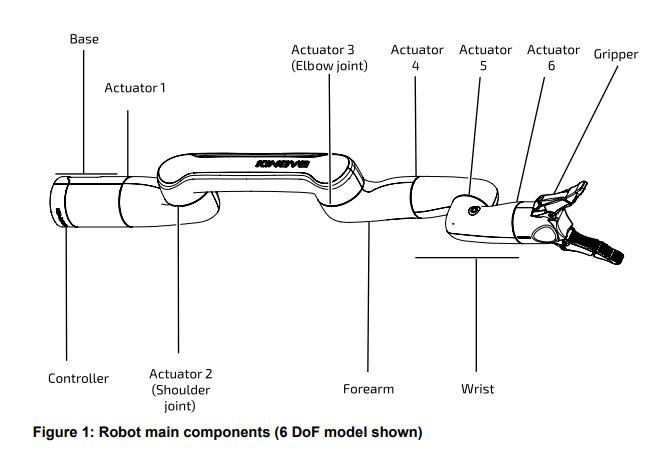 Base
Actuator 1
Actuator 3
(Elbow joint)
Actuator
4
Actuator
5
Actuator
6
Gripper
KINOVA
Controller
Actuator 2
(Shoulder
joint)
Forearm
Wrist
Figure 1: Robot main components (6 DoF model shown)